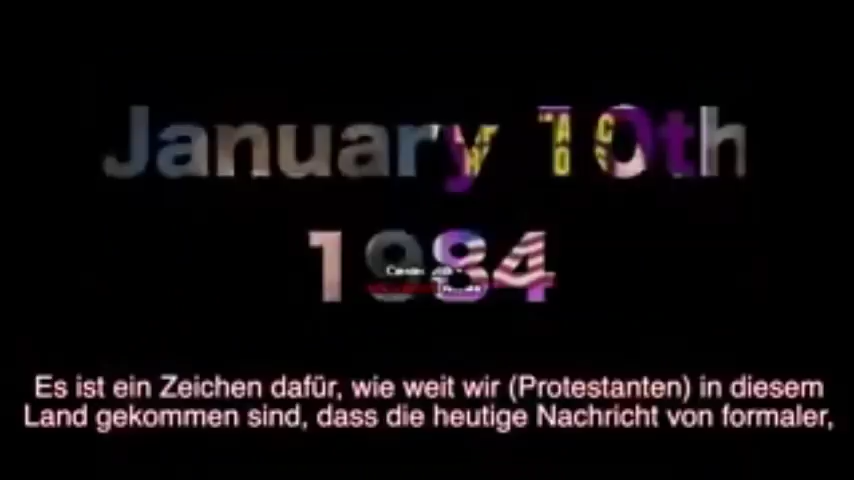 January 10th
1984
Es ist ein Zeichen dafür, wie weit wir (Protestanten) in diesem
Land gekommen sind, dass die heutige Nachricht von formaler,